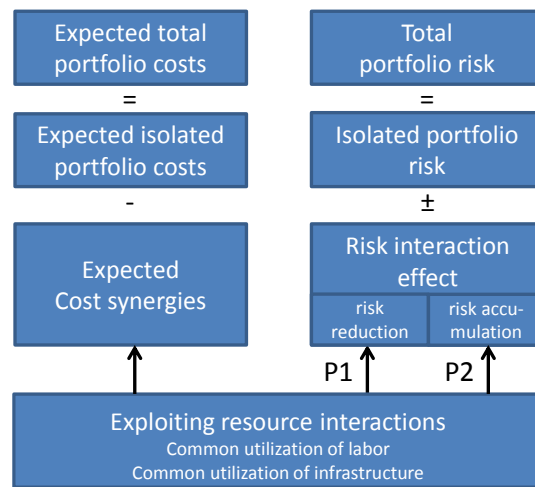 Expected total
portfolio costs
=
Expected isolated
portfolio costs
-
Expected
Cost synergies
Total
portfolio risk
=
Isolated portfolio
risk
±
Risk interaction
effect
risk
reduction
risk accu-
mulation
P1
P2
Exploiting resource interactions
Common utilization of labor
Common utilization of infrastructure